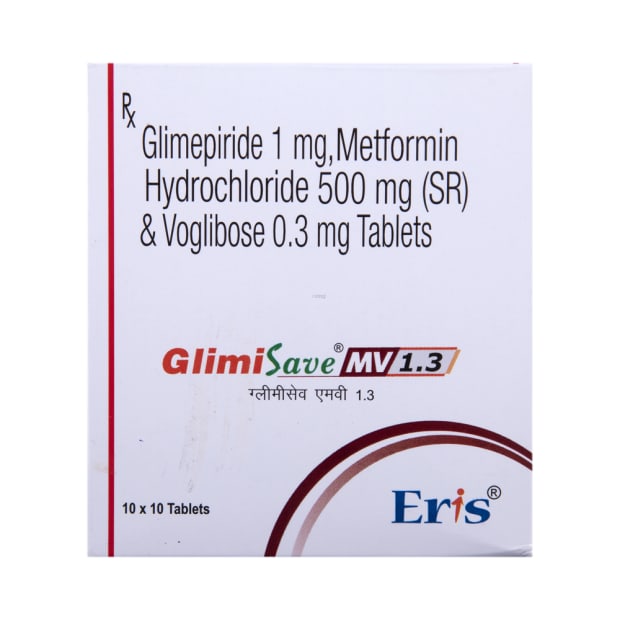 Rx
Glimepiride 1 mg, Metformin
Hydrochloride 500 mg (SR)
& Voglibose 0.3 mg Tablets
GlimiSave® MV 1.3
ग्लीमीसेव एमवी 1.3
10 x 10 Tablets
Eris®